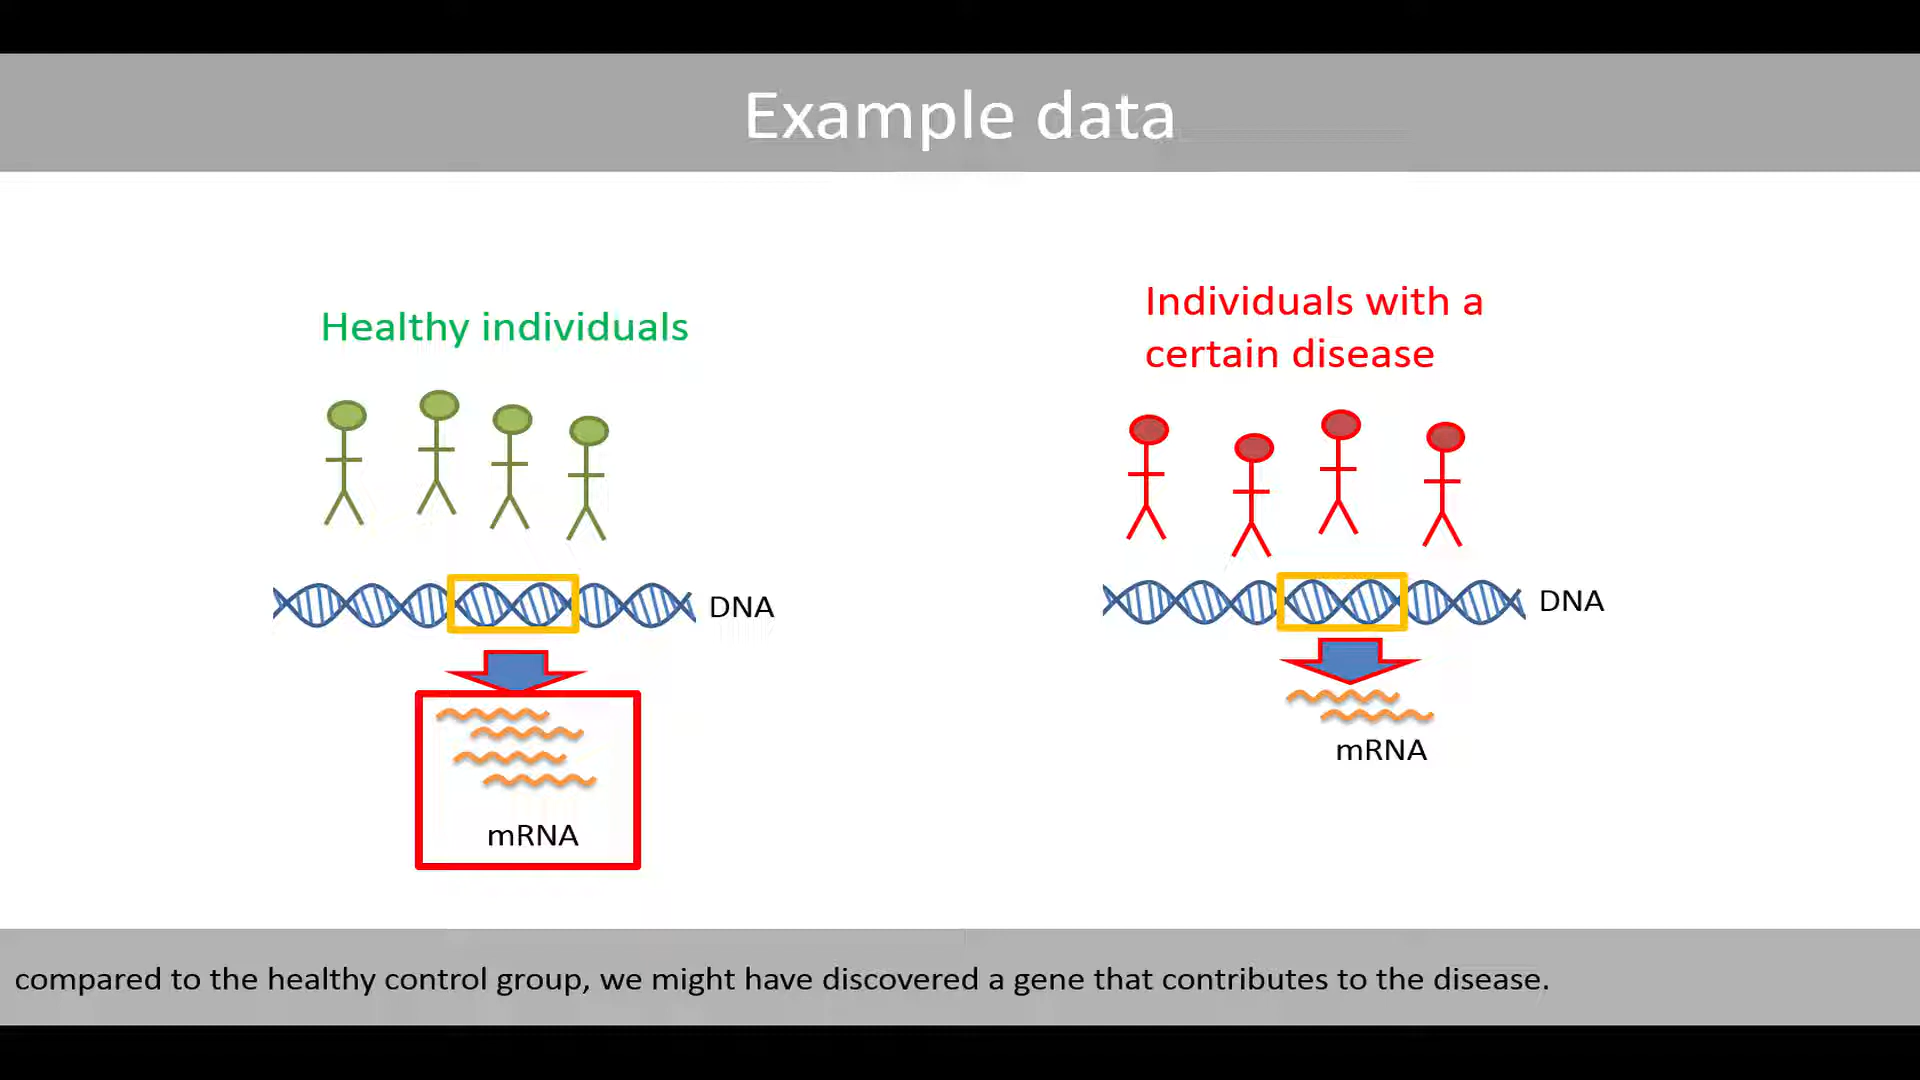 Example data
Healthy individuals
Individuals with a
certain disease
DNA
DNA
mRNA
mRNA
compared to the healthy control group, we might have discovered a gene that contributes to the disease.